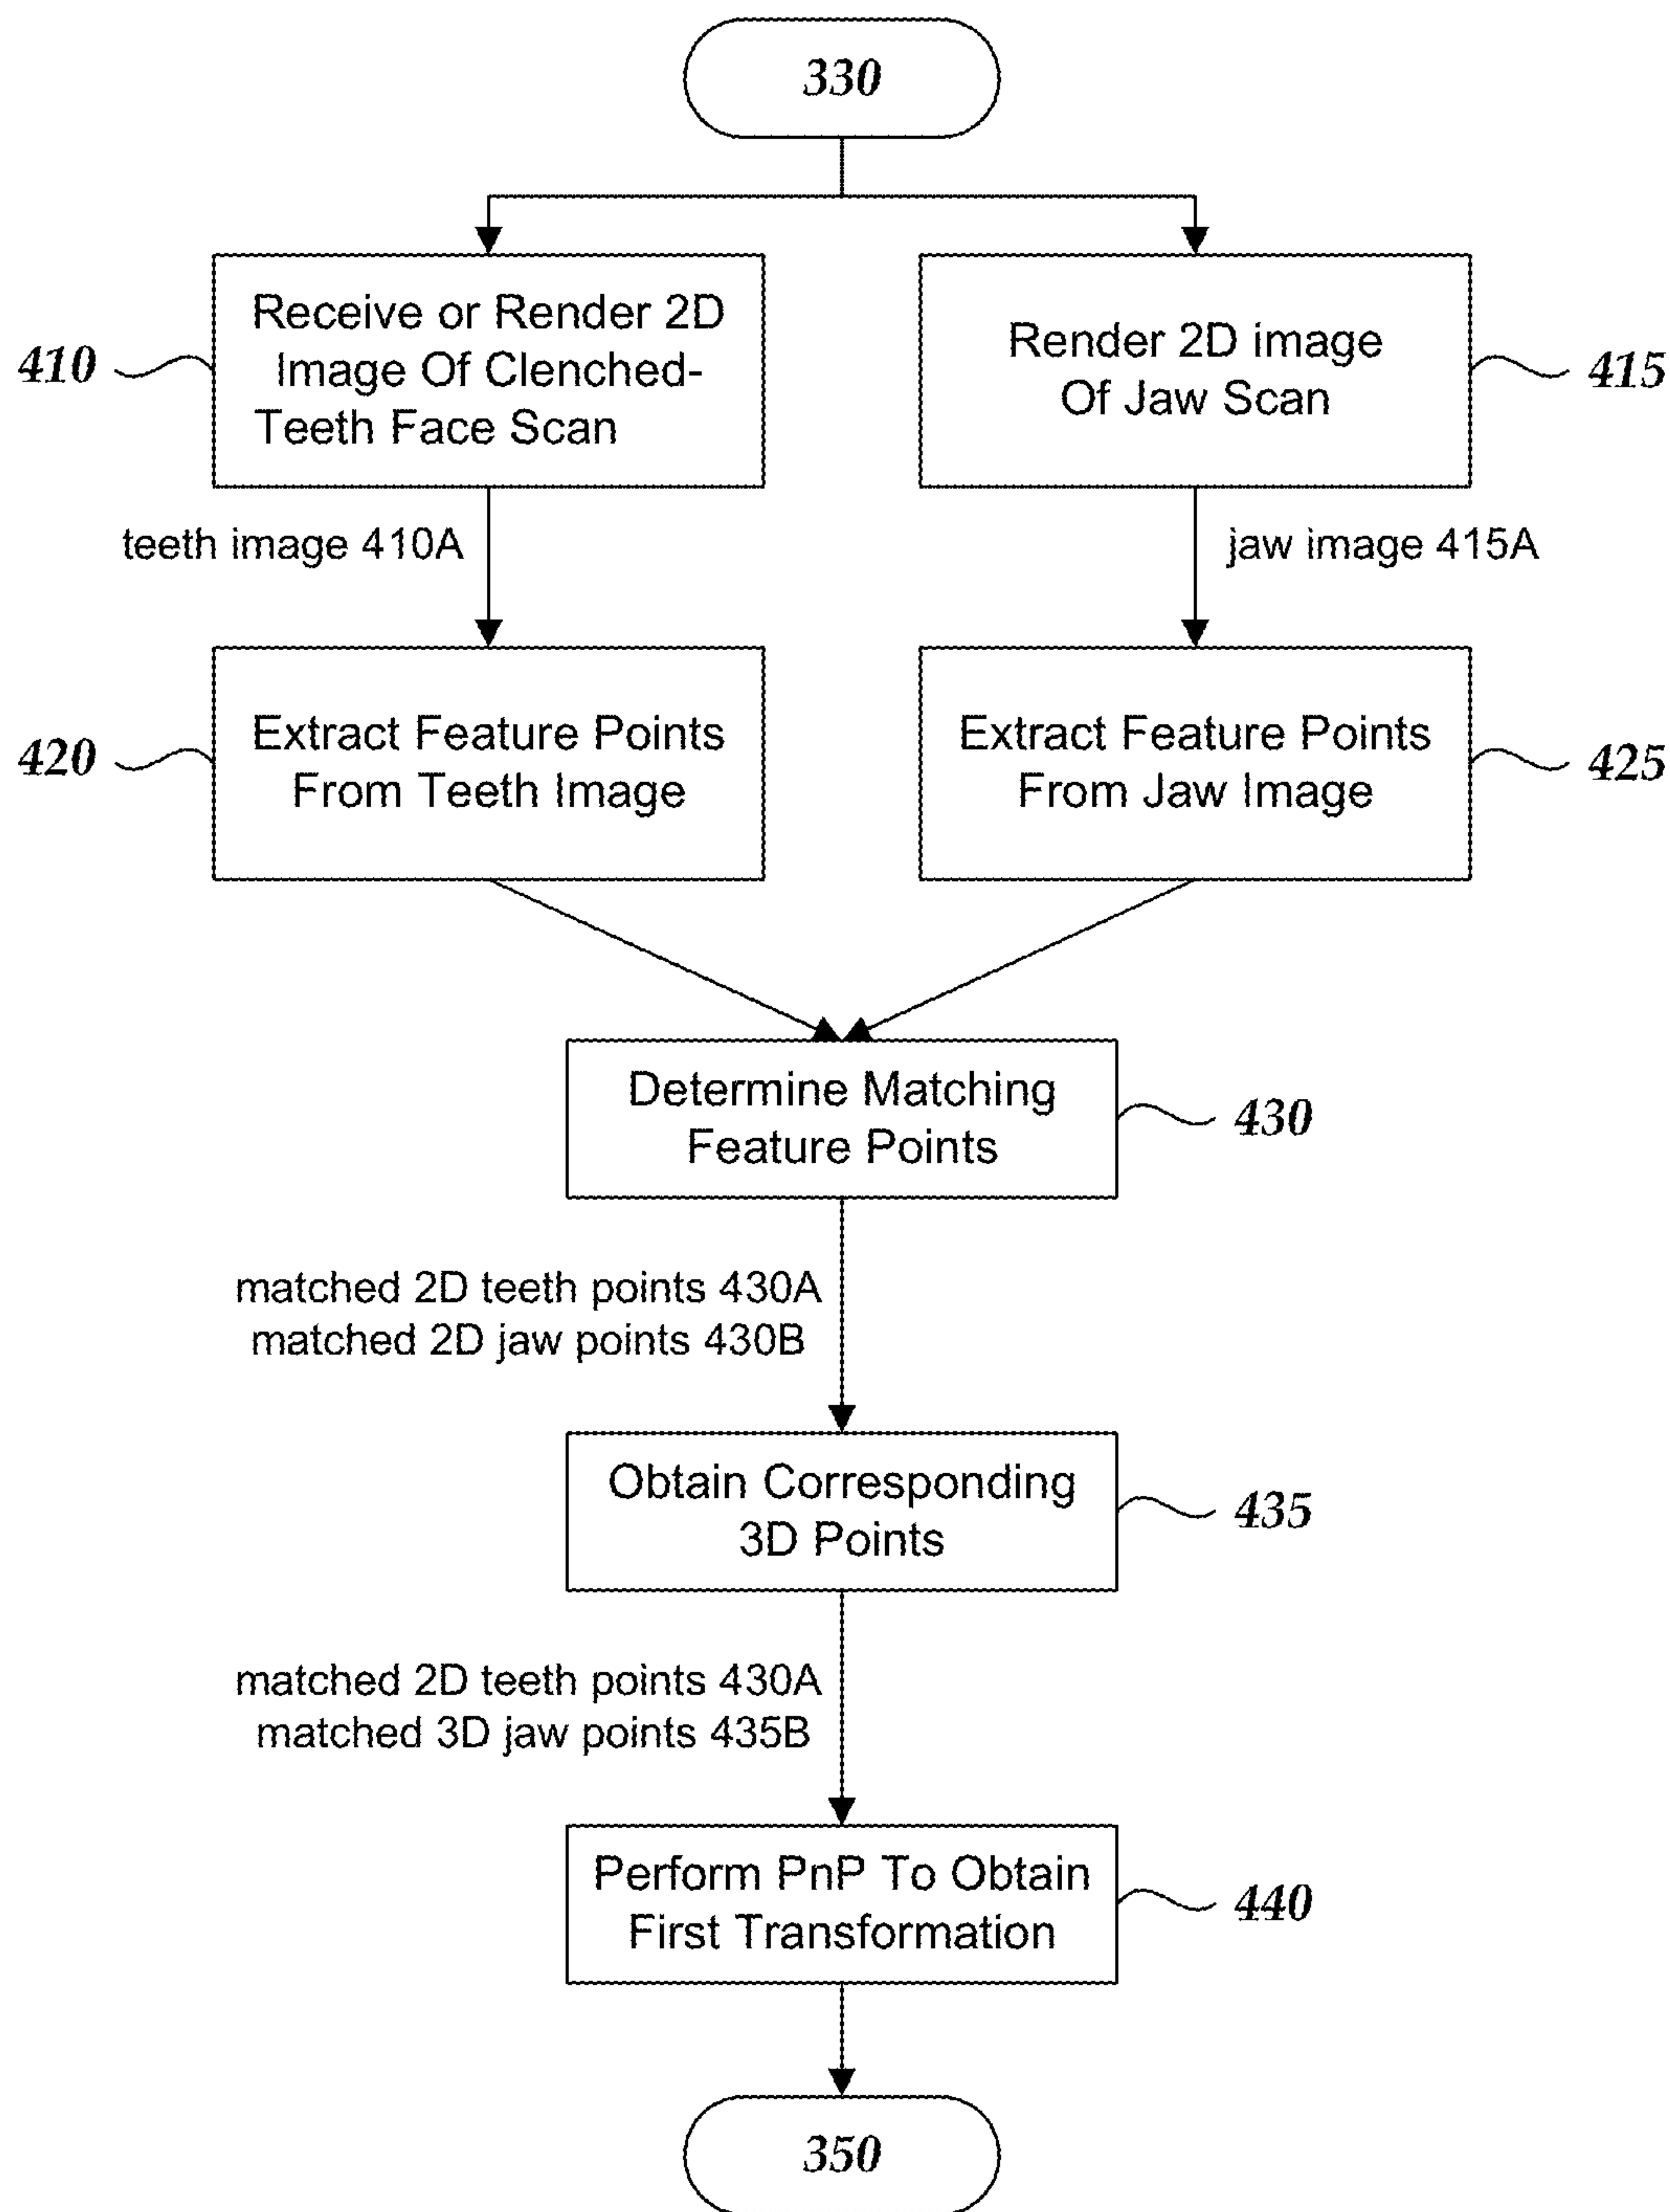 330
Receive or Render 2D
Image Of Clenched-
Teeth Face Scan
410
Render 2D image
Of Jaw Scan
415
teeth image 410A
jaw image 415A
Extract Feature Points
From Teeth Image
420
Extract Feature Points
From Jaw Image
425
Determine Matching
Feature Points
430
matched 2D teeth points 430A
matched 2D jaw points 430B
Obtain Corresponding
3D Points
435
matched 2D teeth points 430A
matched 3D jaw points 435B
Perform PnP To Obtain
First Transformation
440
350